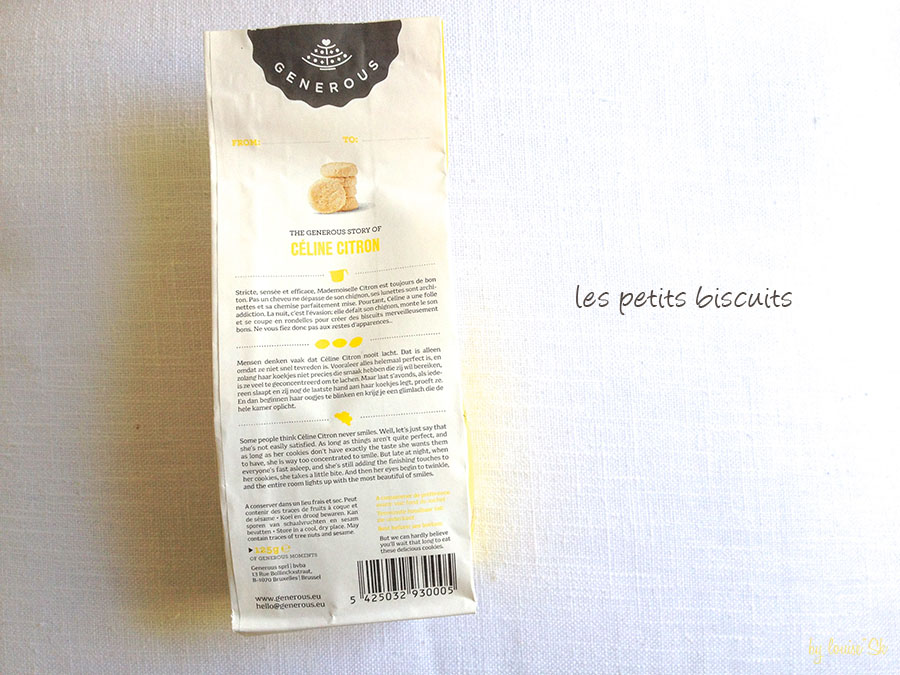 GENEROUS
FROM: TO:
THE GENEROUS STORY OF
CÉLINE CITRON
Stricte, sensée et efficace, Mademoiselle Citron est toujours de bon
ton. Pas un cheveu ne dépasse de son chignon, ses lunettes sont archi-
nettes et sa chemise parfaitement mise. Pourtant, Céline a une folle
addiction. La nuit, c'est l'évasion: elle defait son chignon, monte le son
et se coupe en rondelles pour créer des biscuits merveilleusement
bons. Ne vous fiez donc pas aux restes d'apparences..
Mensen denken vaak dat Céline Citron nooit lacht. Dat is alleen
omdat ze niet snel tevreden is. Vooraleer alles helemaal perfect is, en
zolang haar koekjes niet precies die smaak hebben die zij wil bereiken,
is ze veel te geconcentreerd om te lachen. Maar laat s'avonds, als iede-
reen slaapt en zij nog de laatste hand aan haar koekjes legt, proeft ze.
En dan beginnen haar oogjes te blinken en krijg je een glimlach die de
hele kamer oplicht.
Some people think Céline Citron never smiles. Well, let's just say that
she's not easily satisfied. As long as things aren't quite perfect, and
as long as her cookies don't have exactly the taste she wants them
to have, she is way too concentrated to smile. But late at night, when
everyone's fast asleep, and she's still adding the finishing touches to
her cookies, she takes a little bite. And then her eyes begin to twinkle,
and the entire room lights up with the most beautiful of smiles.
A conserver dans un lieu frais et sec. Peut
contenir des traces de fruits à coque et
de sésame • Koel en droog bewaren. Kan
sporen van schaalvruchten en sesam
bevatten • Store in a cool, dry place. May
contain traces of tree nuts and sesame.
But we can hardly believe
you'll wait that long to eat
these delicious cookies.
125g ℮
OF GENEROUS MOMENTS
Generous sprl | bvba
13 Rue Bollinckxstraat,
B-1070 Bruxelles | Brussel
www.generous.eu
hello@generous.eu
5 425032 930005
les petits biscuits
by louise